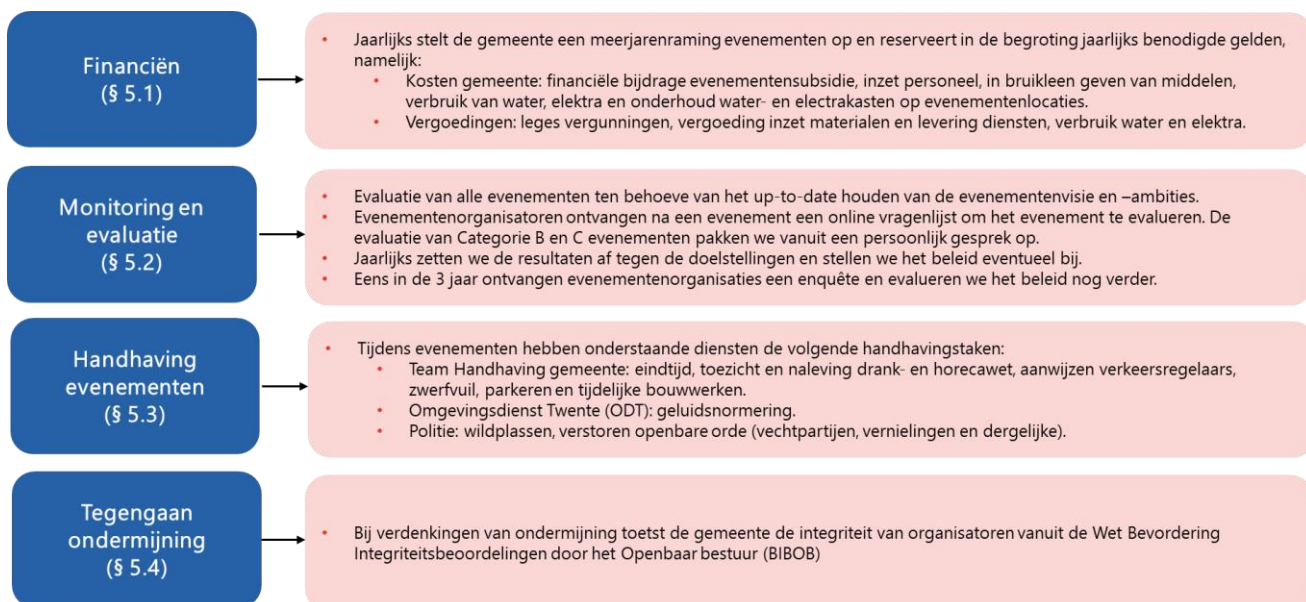 Financiën
(§ 5.1)
• Jaarlijks stelt de gemeente een meerjarenraming evenementen op en reserveert in de begroting jaarlijks benodigde gelden,
namelijk:
• Kosten gemeente: financiële bijdrage evenementensubsidie, inzet personeel, in bruikleen geven van middelen,
verbruik van water, elektra en onderhoud water- en electrakasten op evenementenlocaties.
• Vergoedingen: leges vergunningen, vergoeding inzet materialen en levering diensten, verbruik water en elektra.
Monitoring en
evaluatie
(§ 5.2)
• Evaluatie van alle evenementen ten behoeve van het up-to-date houden van de evenementenvisie en –ambities.
• Evenementenorganisatoren ontvangen na een evenement een online vragenlijst om het evenement te evalueren. De
evaluatie van Categorie B en C evenementen pakken we vanuit een persoonlijk gesprek op.
• Jaarlijks zetten we de resultaten af tegen de doelstellingen en stellen we het beleid eventueel bij.
• Eens in de 3 jaar ontvangen evenementenorganisaties een enquête en evalueren we het beleid nog verder.
Handhaving
evenementen
(§ 5.3)
• Tijdens evenementen hebben onderstaande diensten de volgende handhavingstaken:
• Team Handhaving gemeente: eindtijd, toezicht en naleving drank- en horecawet, aanwijzen verkeersregelaars,
zwerfvuil, parkeren en tijdelijke bouwwerken.
• Omgevingsdienst Twente (ODT): geluidsnormering.
• Politie: wildplassen, verstoren openbare orde (vechtpartijen, vernielingen en dergelijke).
Tegengaan
ondermijning
(§ 5.4)
• Bij verdenkingen van ondermijning toetst de gemeente de integriteit van organisatoren vanuit de Wet Bevordering
Integriteitsbeoordelingen door het Openbaar bestuur (BIBOB)